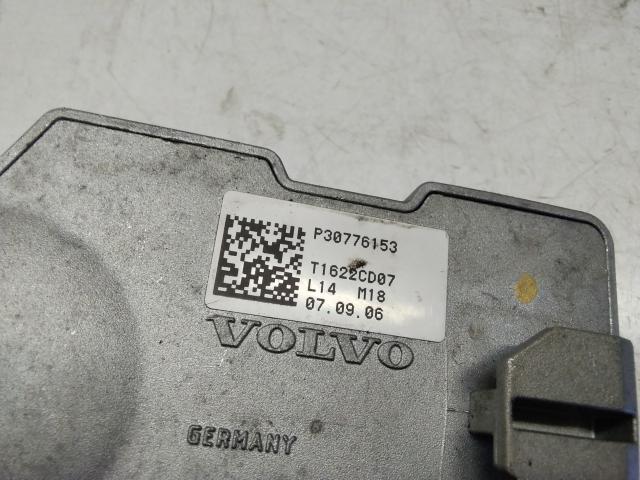 P30776153
T1622CD07
L14 M18
07.09.06
VOLVO
GERMANY